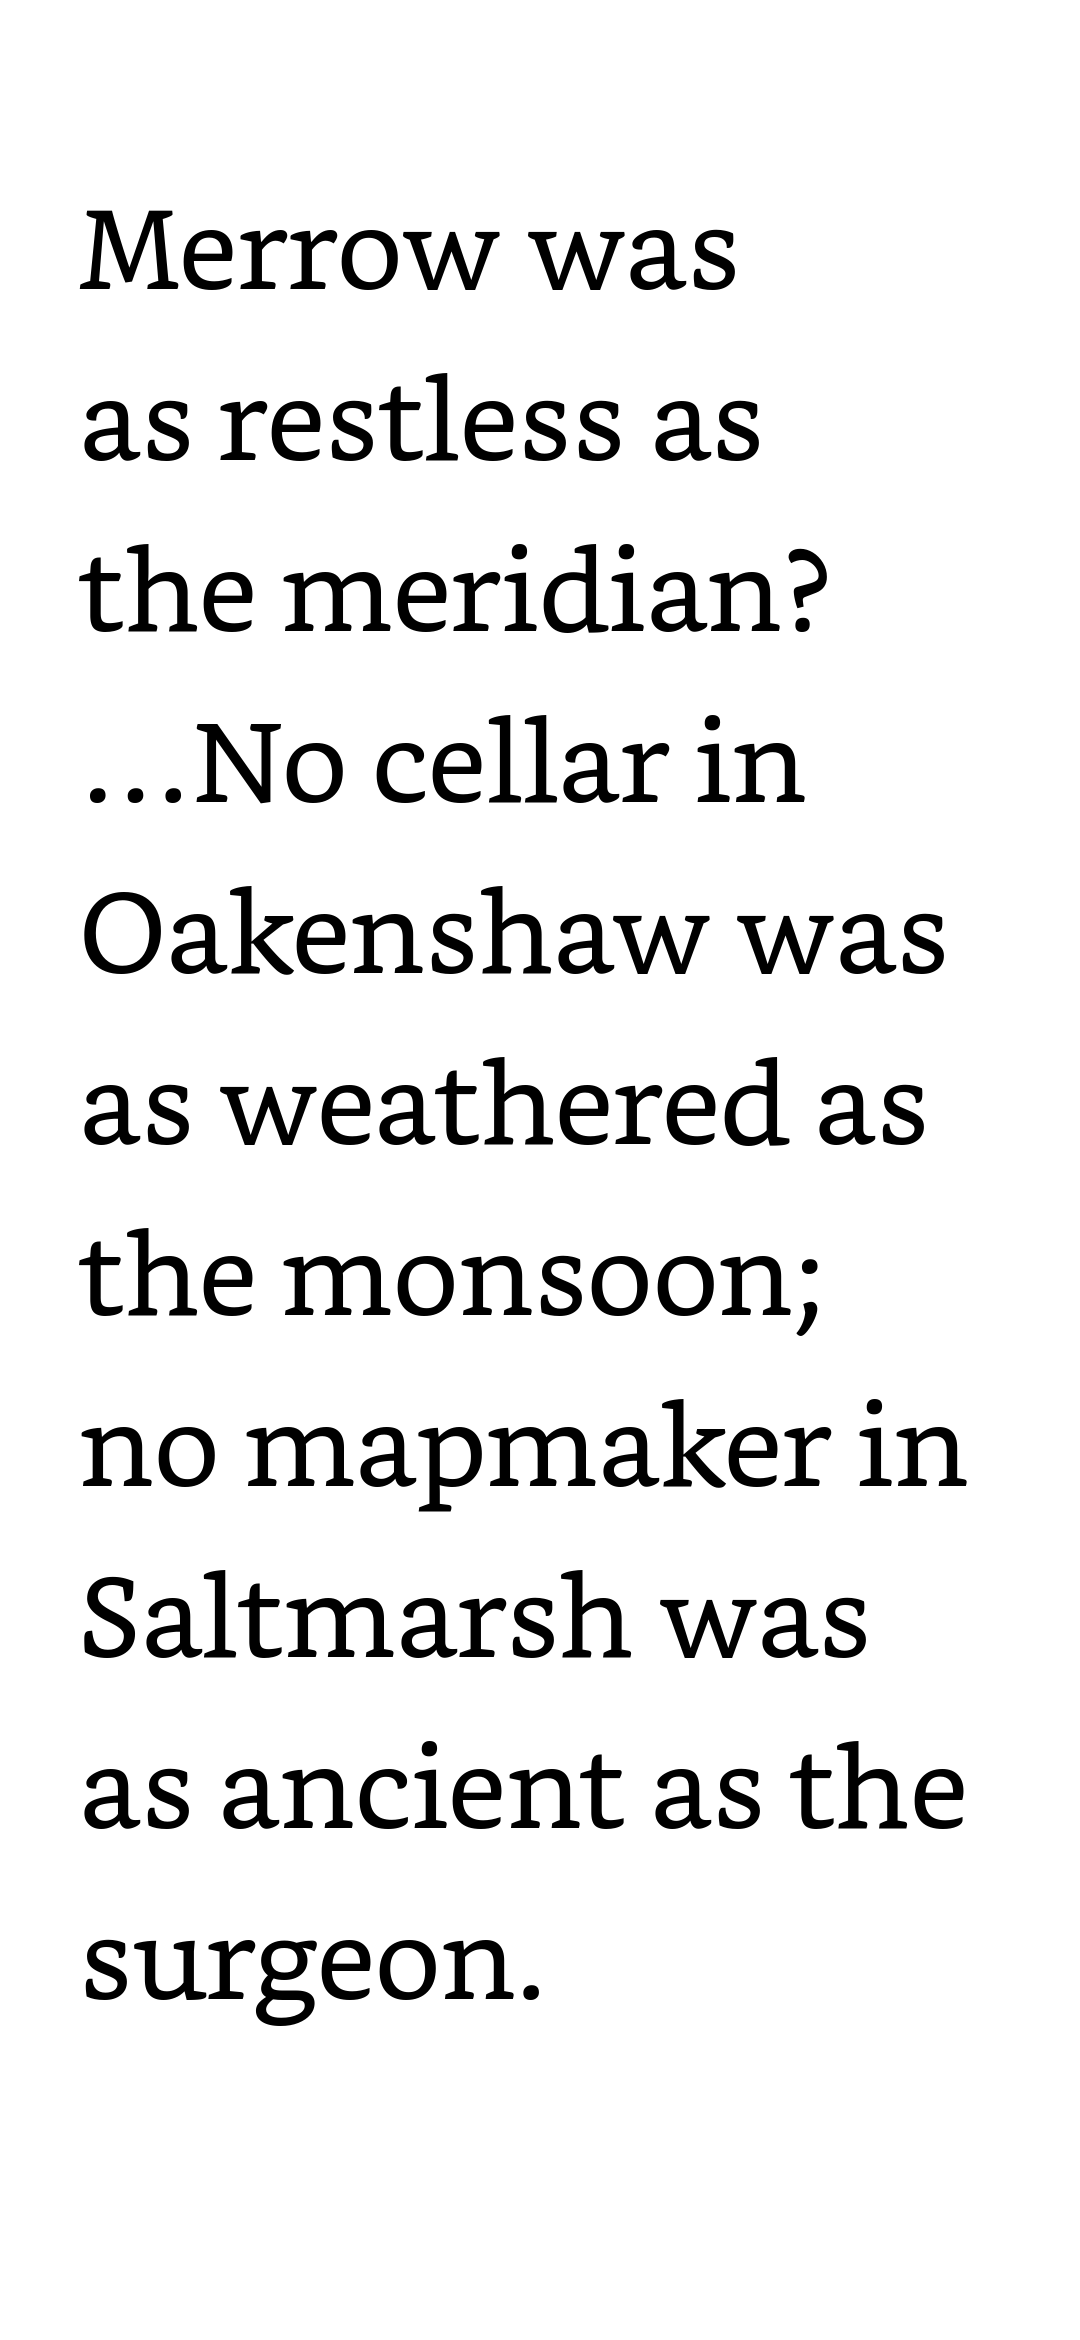 Merrow was
as restless as
the meridian?
…No cellar in
Oakenshaw was
as weathered as
the monsoon;
no mapmaker in
Saltmarsh was
as ancient as the
surgeon.